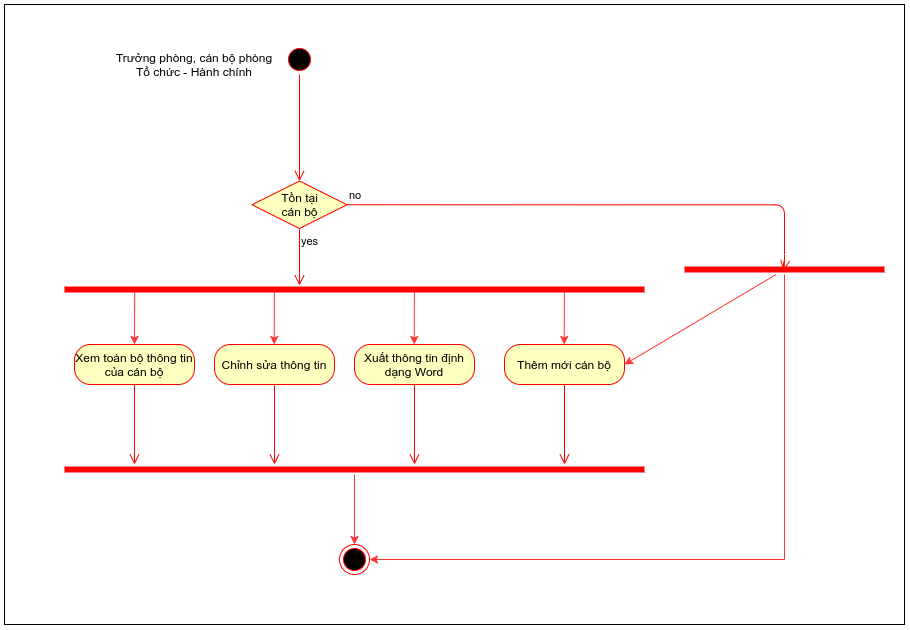 Trưởng phòng, cán bộ phòng
Tổ chức - Hành chính
Tồn tại
cán bộ
no
yes
Xem toàn bộ thông tin
của cán bộ
Chỉnh sửa thông tin
Xuất thông tin định
dạng Word
Thêm mới cán bộ